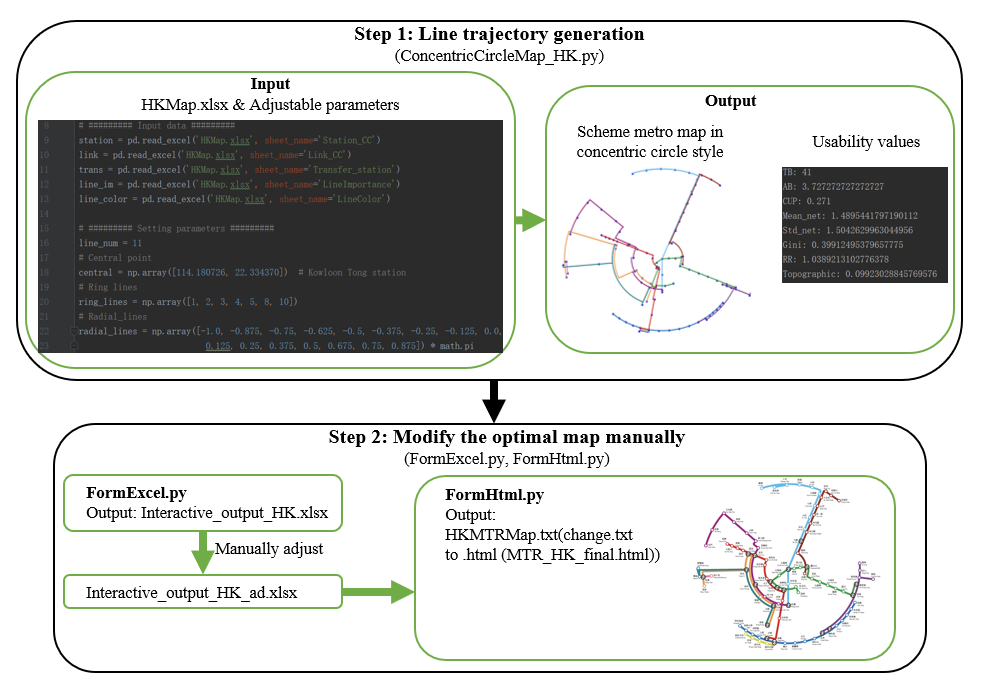 Step 1: Line trajectory generation
(ConcentricCircleMap_HK.py)
Input
HKMap.xlsx & Adjustable parameters
8 # ######### Input data #########
9 station = pd.read_excel('HKMap.xlsx', sheet_name='Station_CC')
10 link = pd.read_excel('HKMap.xlsx', sheet_name='Link_CC')
11 trans = pd.read_excel('HKMap.xlsx', sheet_name='Transfer_station')
12 line_im = pd.read_excel('HKMap.xlsx', sheet_name='LineImportance')
13 line_color = pd.read_excel('HKMap.xlsx', sheet_name='LineColor')
14
15 # ######### Setting parameters #########
16 line_num = 11
17 # Central point
18 central = np.array([114.180726, 22.334370]) # Kowloon Tong station
19 # Ring lines
20 ring_lines = np.array([1, 2, 3, 4, 5, 8, 10])
21 # Radial_lines
22 radial_lines = np.array([-1.0, -0.875, -0.75, -0.625, -0.5, -0.375, -0.25, -0.125, 0.0,
23 0.125, 0.25, 0.375, 0.5, 0.675, 0.75, 0.875]) * math.pi
Output
Scheme metro map in
concentric circle style
Usability values
TB: 41
AB: 3.727272727272727
CUP: 0.271
Mean_net: 1.4895441797190112
Std_net: 1.5042629963044956
Gini: 0.39912495379657775
RR: 1.0389213102776378
Topographic: 0.09923028845769576
Step 2: Modify the optimal map manually
(FormExcel.py, FormHtml.py)
FormExcel.py
Output: Interactive_output_HK.xlsx
Manually adjust
Interactive_output_HK_ad.xlsx
FormHtml.py
Output:
HKMTRMap.txt(change.txt
to .html (MTR_HK_final.html))